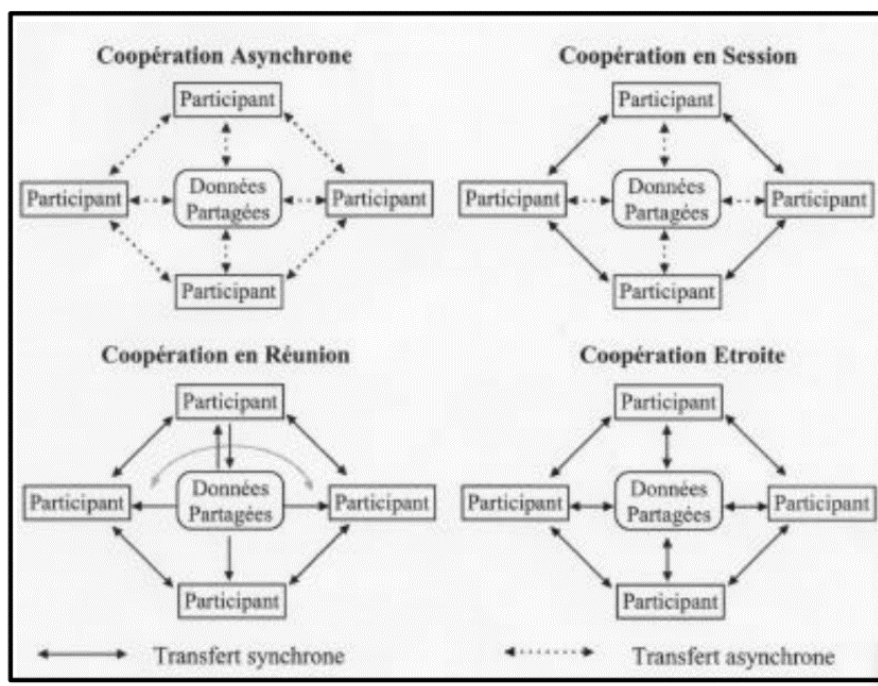 Coopération Asynchrone
Participant
Participant
Données
Partagées
Participant
Participant
Coopération en Session
Participant
Participant
Données
Partagées
Participant
Participant
Coopération en Réunion
Participant
Participant
Données
Partagées
Participant
Participant
Coopération Etroite
Participant
Participant
Données
Partagées
Participant
Participant
Transfert synchrone
Transfert asynchrone